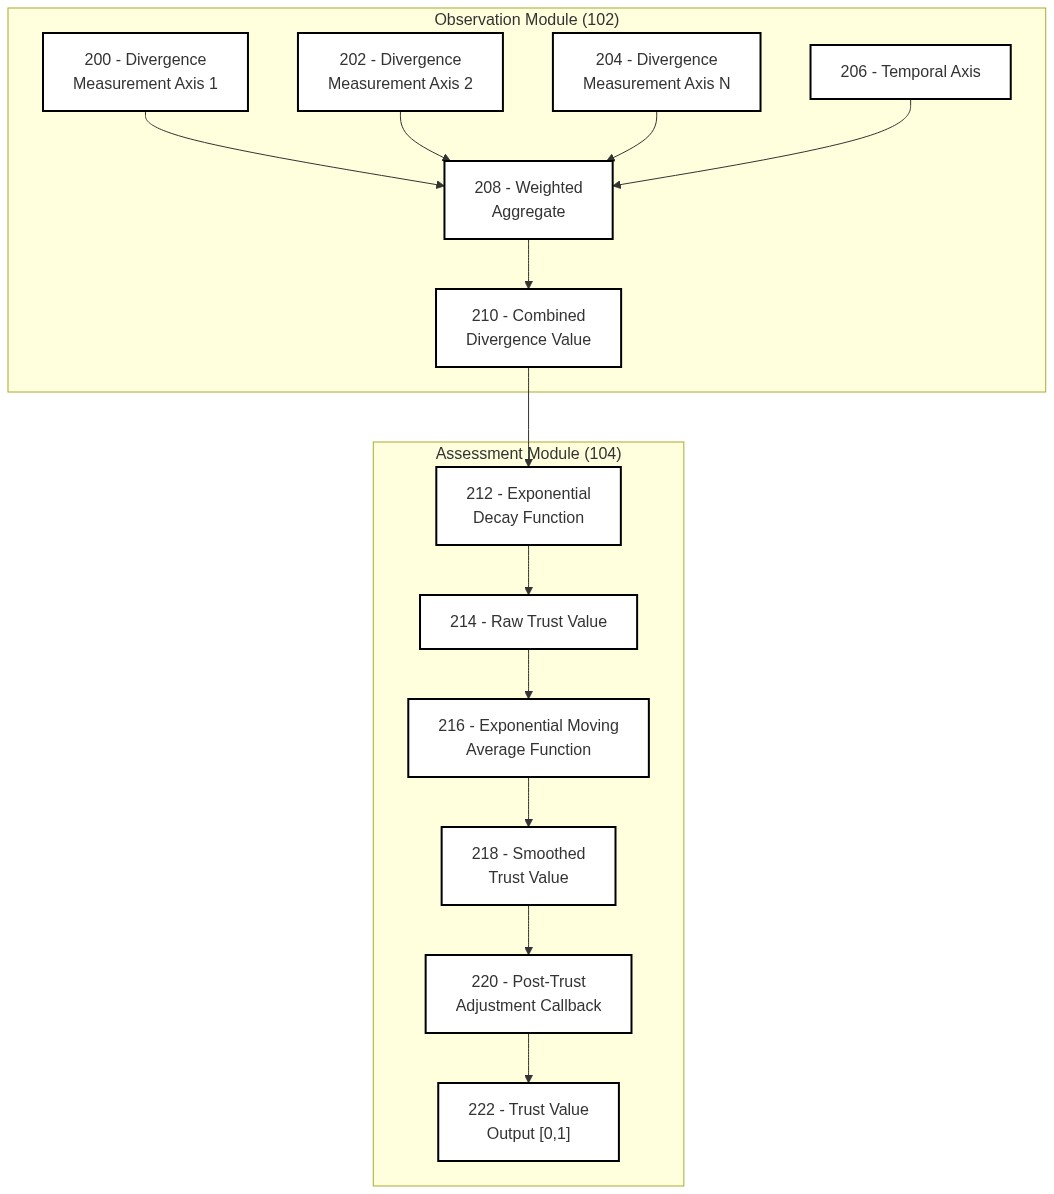 Observation Module (102)
200 - Divergence
Measurement Axis 1
202 - Divergence
Measurement Axis 2
204 - Divergence
Measurement Axis N
206 - Temporal Axis
208 - Weighted
Aggregate
210 - Combined
Divergence Value
Assessment Module (104)
212 - Exponential
Decay Function
214 - Raw Trust Value
216 - Exponential Moving
Average Function
218 - Smoothed
Trust Value
220 - Post-Trust
Adjustment Callback
222 - Trust Value
Output [0,1]